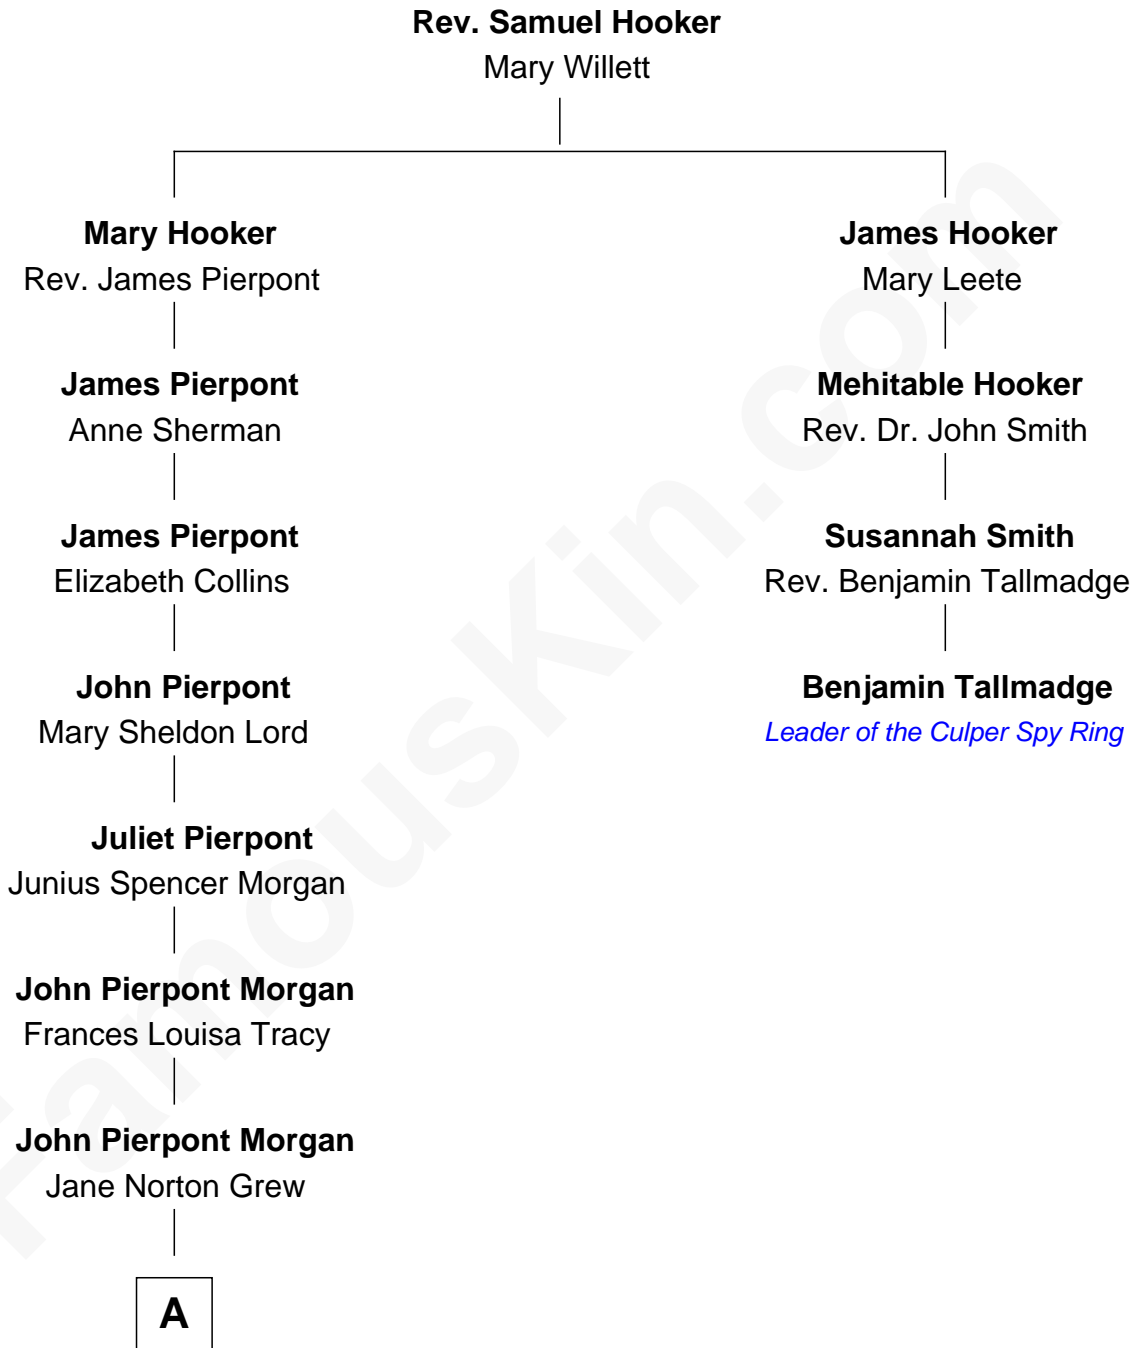 Rev. Samuel Hooker
Mary Willett
Mary Hooker
Rev. James Pierpont
James Hooker
Mary Leete
James Pierpont
Anne Sherman
Mehitable Hooker
Rev. Dr. John Smith
James Pierpont
Elizabeth Collins
Susannah Smith
Rev. Benjamin Tallmadge
John Pierpont
Mary Sheldon Lord
Benjamin Tallmadge
Leader of the Culper Spy Ring
Juliet Pierpont
Junius Spencer Morgan
John Pierpont Morgan
Frances Louisa Tracy
John Pierpont Morgan
Jane Norton Grew
A
FamousKin.com